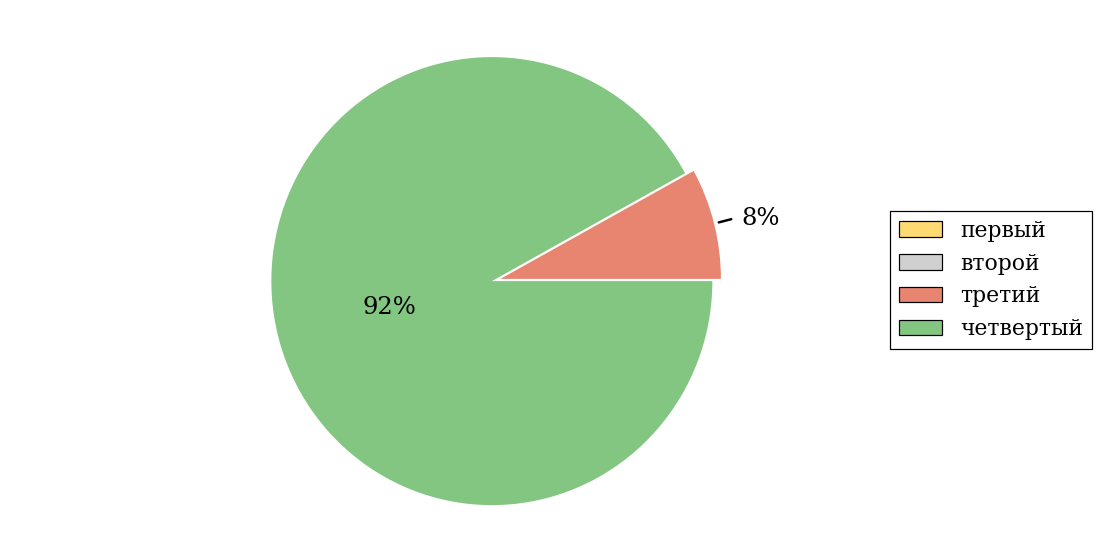 8%
92%
первый
второй
третий
четвертый